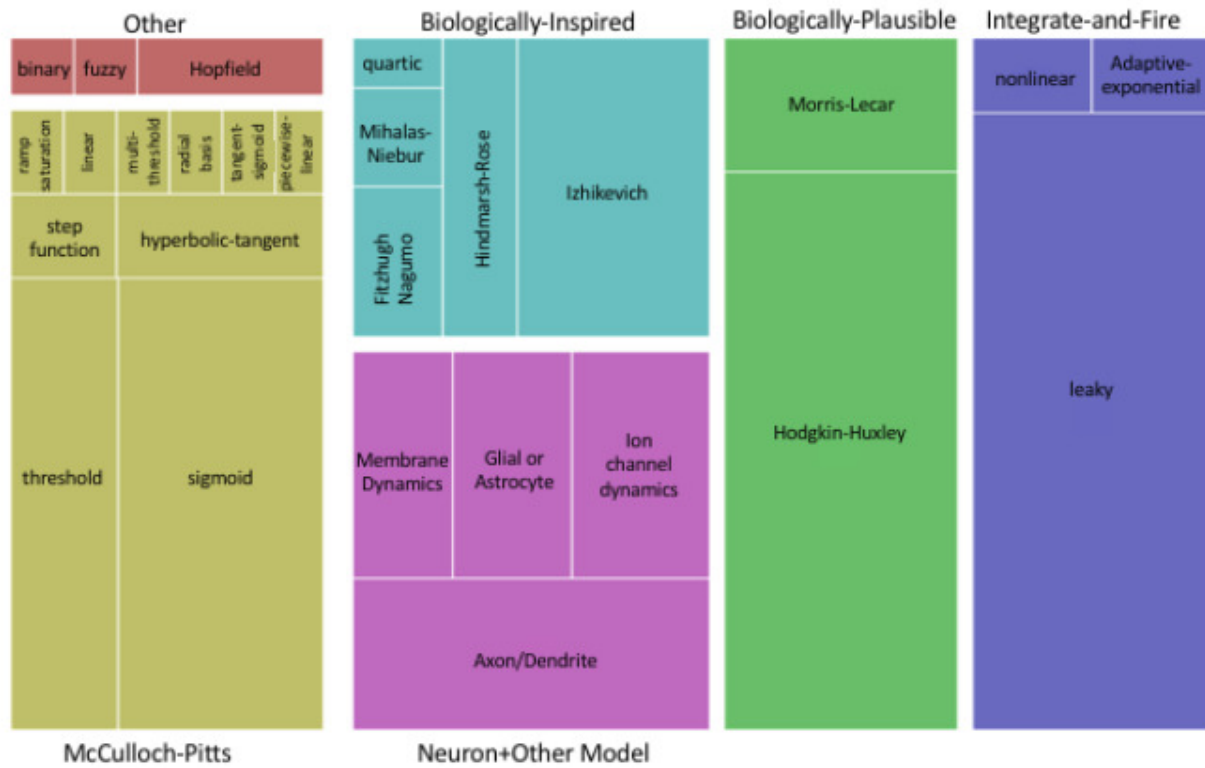 Other
Biologically-Inspired
Biologically-Plausible
Integrate-and-Fire
binary
fuzzy
Hopfield
ramp
saturation
linear
multi-
threshold
radial
basis
tangent-
sigmoid
piecewise-
linear
step
function
hyperbolic-tangent
threshold
sigmoid
McCulloch-Pitts
quartic
Mihalas-
Niebur
Fitzhugh
Nagumo
Hindmarsh-Rose
Izhikevich
Membrane
Dynamics
Glial or
Astrocyte
Ion
channel
dynamics
Axon/Dendrite
Neuron+Other Model
Morris-Lecar
Hodgkin-Huxley
nonlinear
Adaptive-
exponential
leaky